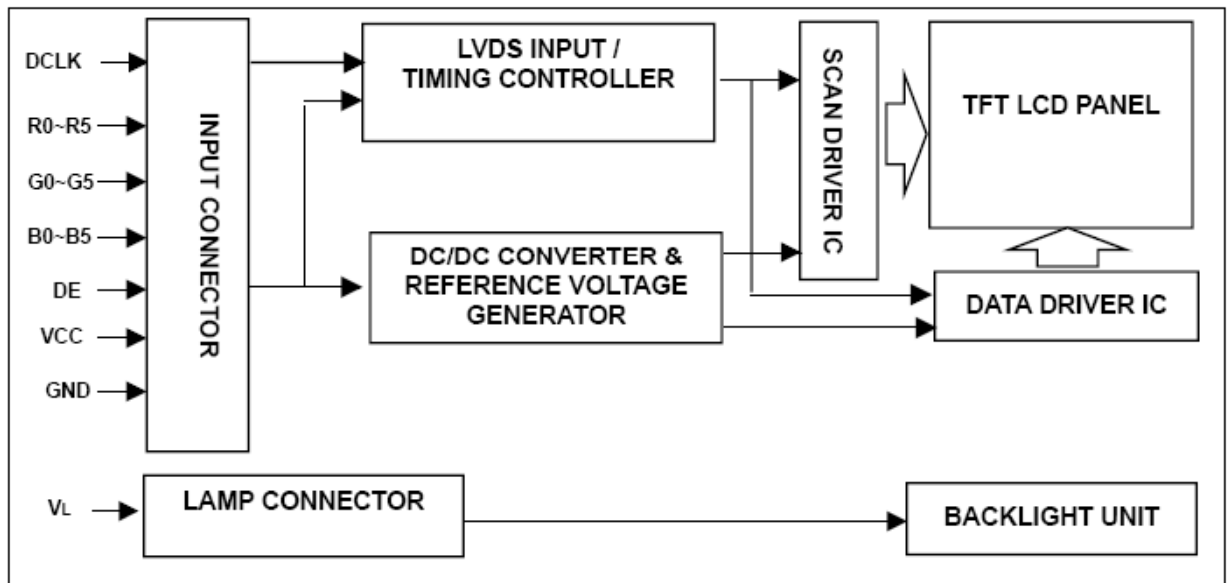 DCLK
R0~R5
G0~G5
B0~B5
DE
VCC
GND
INPUT CONNECTOR
LVDS INPUT /
TIMING CONTROLLER
DC/DC CONVERTER &
REFERENCE VOLTAGE
GENERATOR
SCAN DRIVER IC
TFT LCD PANEL
DATA DRIVER IC
VL
LAMP CONNECTOR
BACKLIGHT UNIT